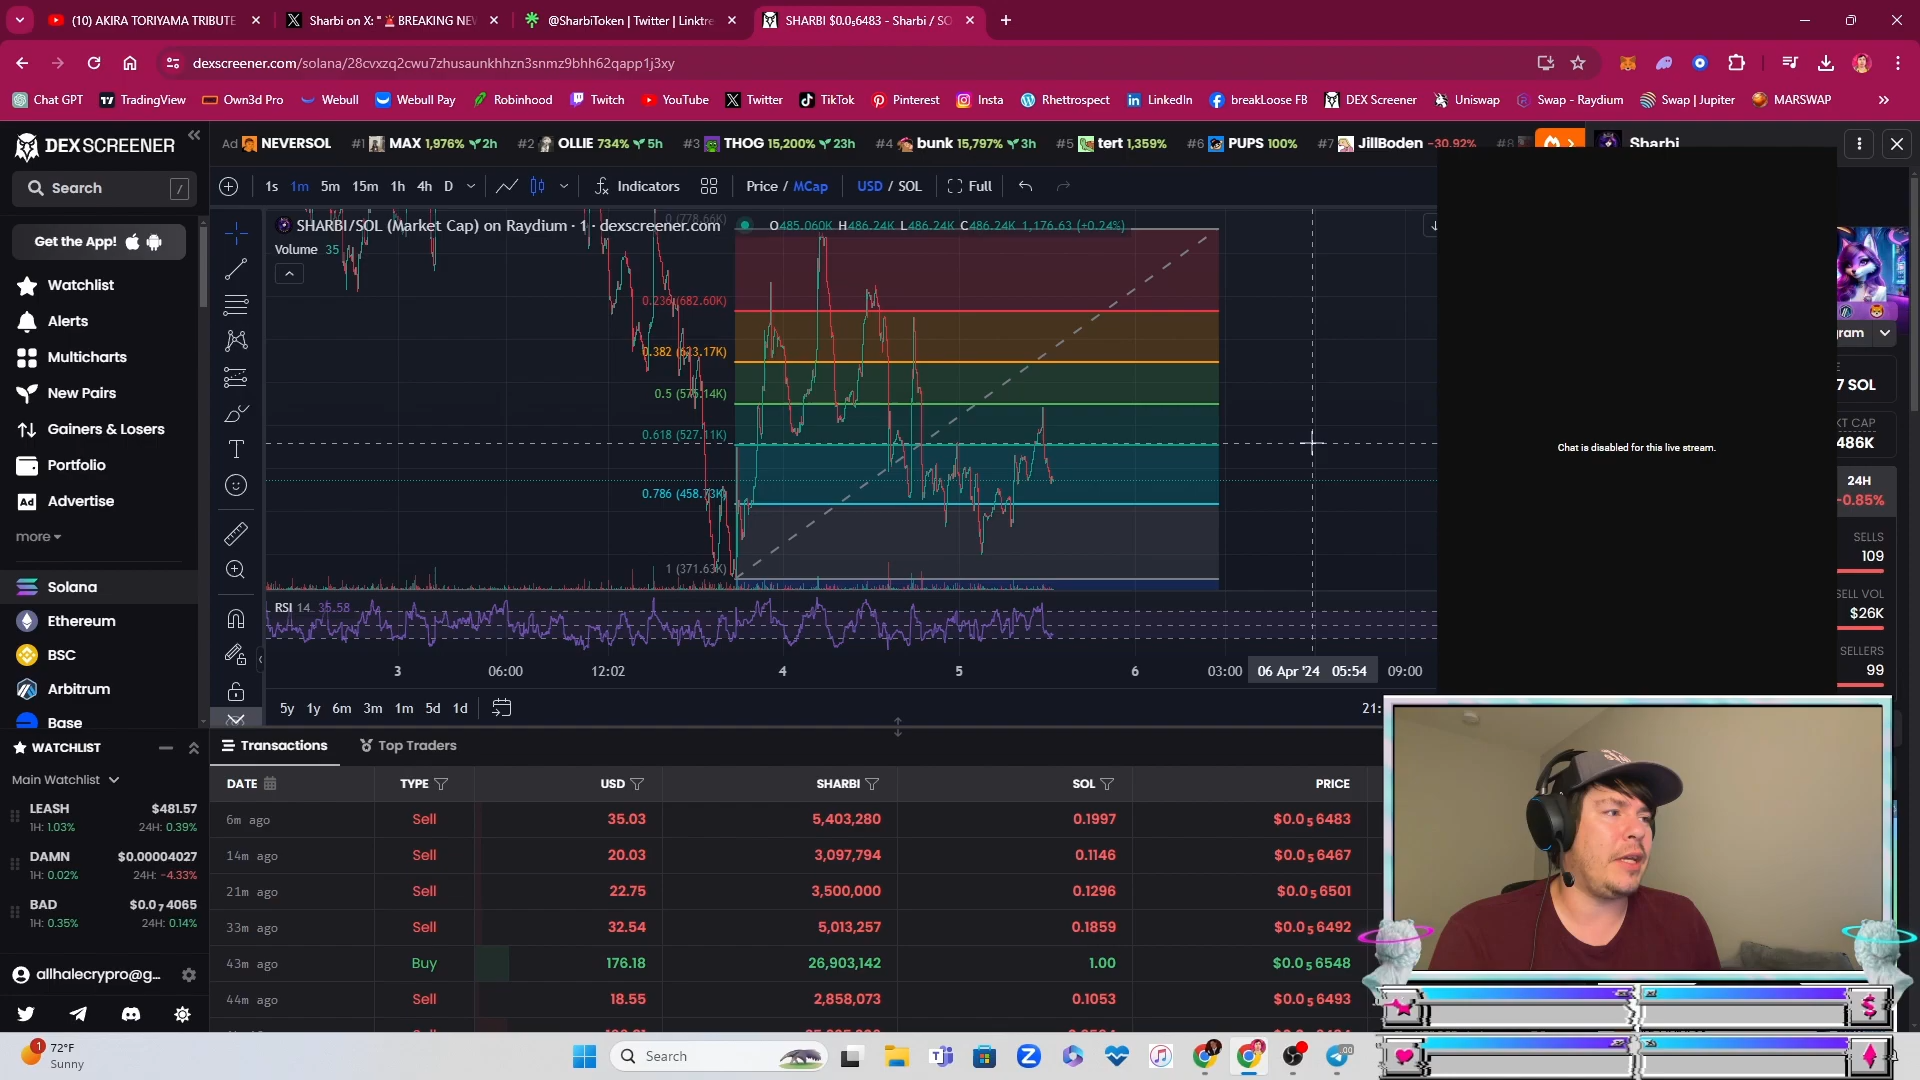 (10) AKIRA TORIYAMA TRIBUTE
Sharbi on X: "🚨BREAKING NEW
@SharbiToken | Twitter | Linktre
SHARBI $0.0₅6483 - Sharbi / SO
dexscreener.com/solana/28cvxzq2cwu7zhusaunkhhzn3snmz9bhh62qapp1j3xy
Chat GPT TradingView Own3d Pro Webull Webull Pay Robinhood Twitch YouTube Twitter TikTok Pinterest Insta Rhettrospect LinkedIn breakLoose FB DEX Screener Uniswap Swap - Raydium Swap | Jupiter MARSWAP
DEX SCREENER
Ad NEVERSOL #1 MAX 1,976% 2h #2 OLLIE 734% 5h #3 THOG 15,200% 23h #4 bunk 15,797% 3h #5 tert 1,359% #6 PUPS 100% #7 JillBoden -30.92% #8
Sharbi
Search /
1s 1m 5m 15m 1h 4h D Indicators Price / MCap USD / SOL Full
Get the App!
Watchlist
Alerts
Multicharts
New Pairs
Gainers & Losers
Portfolio
Ad Advertise
more
Solana
Ethereum
BSC
Arbitrum
Base
0 (778.66K)
SHARBI/SOL (Market Cap) on Raydium · 1 · dexscreener.com O485.060K H486.24K L486.24K C486.24K 1,176.63 (+0.24%)
Volume 35
0.236 (682.60K)
0.382 (623.17K)
0.5 (575.14K)
0.618 (527.11K)
0.786 (458.73K)
1 (371.63K)
RSI 14 35.58
3 06:00 12:02 4 5 6 03:00 06 Apr '24 05:54 09:00
5y 1y 6m 3m 1m 5d 1d
21:
Chat is disabled for this live stream.
gram
7 SOL
KT CAP
486K
24H
-0.85%
SELLS
109
SELL VOL
$26K
SELLERS
99
WATCHLIST
Main Watchlist
LEASH $481.57
1H: 1.03% 24H: 0.39%
DAMN $0.00004027
1H: 0.02% 24H: -4.33%
BAD $0.0₇4065
1H: 0.35% 24H: 0.14%
allhalecrypro@g...
Transactions Top Traders
DATE TYPE USD SHARBI SOL PRICE
6m ago Sell 35.03 5,403,280 0.1997 $0.0₅6483
14m ago Sell 20.03 3,097,794 0.1146 $0.0₅6467
21m ago Sell 22.75 3,500,000 0.1296 $0.0₅6501
33m ago Sell 32.54 5,013,257 0.1859 $0.0₅6492
43m ago Buy 176.18 26,903,142 1.00 $0.0₅6548
44m ago Sell 18.55 2,858,073 0.1053 $0.0₅6493
1
72°F
Sunny
Search